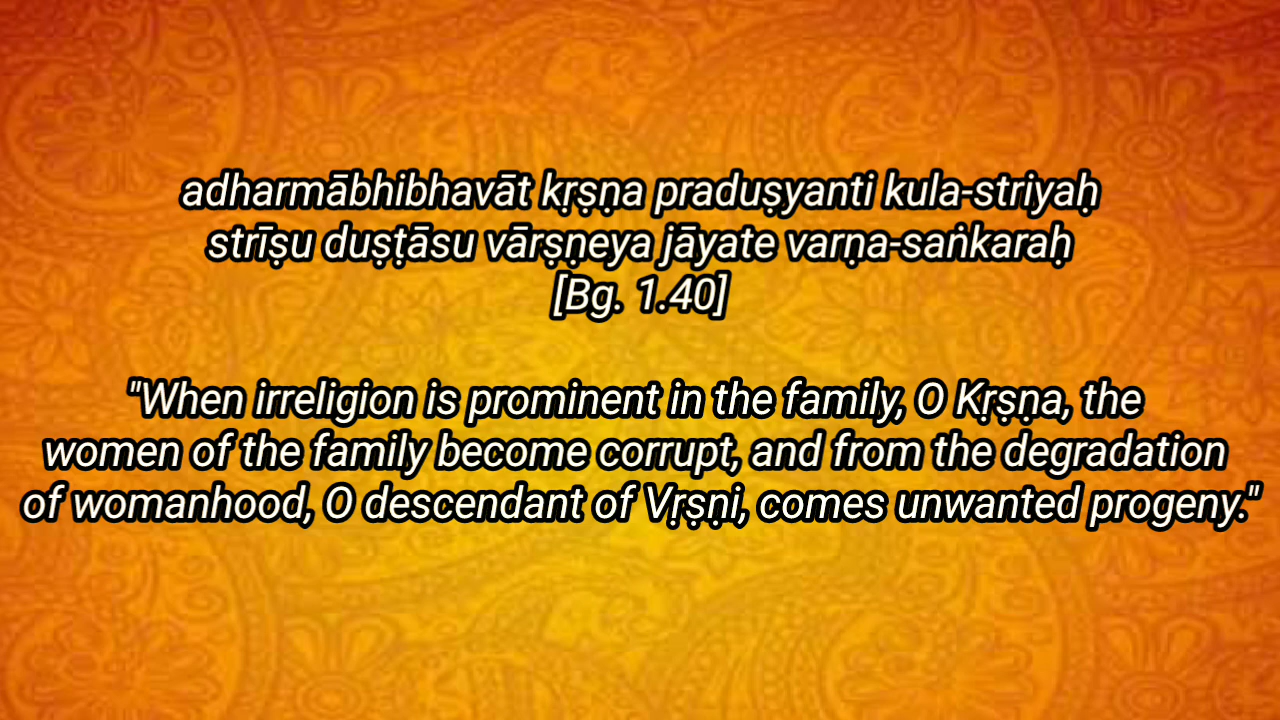 adharmābhibhavāt kṛṣṇa praduṣyanti kula-striyaḥ
strīṣu duṣṭāsu vārṣṇeya jāyate varṇa-saṅkaraḥ
[Bg. 1.40]
"When irreligion is prominent in the family, O Kṛṣṇa, the
women of the family become corrupt, and from the degradation
of womanhood, O descendant of Vṛṣṇi, comes unwanted progeny."